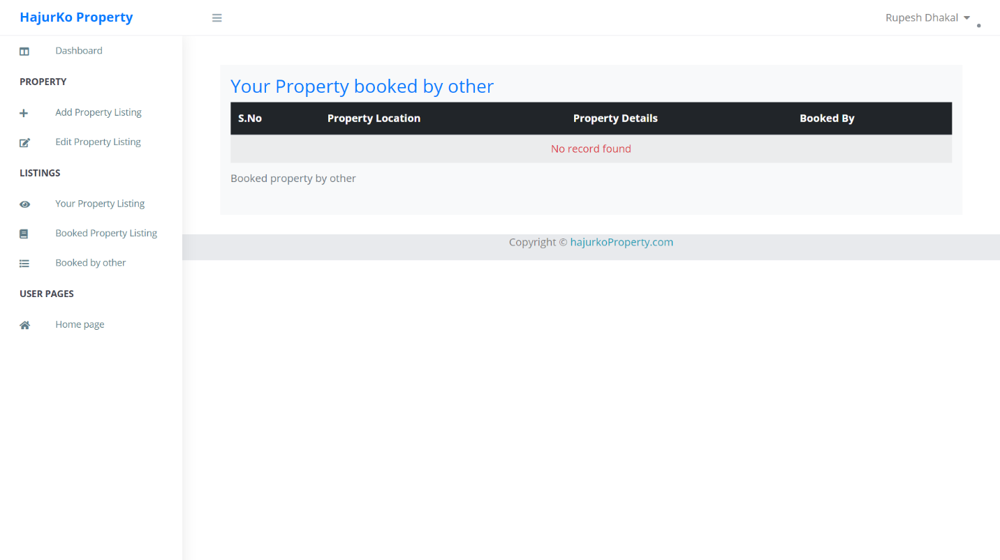 HajurKo Property
Rupesh Dhakal
Dashboard
PROPERTY
Add Property Listing
Edit Property Listing
LISTINGS
Your Property Listing
Booked Property Listing
Booked by other
USER PAGES
Home page
Your Property booked by other
S.No Property Location Property Details Booked By
No record found
Booked property by other
Copyright © hajurkoProperty.com